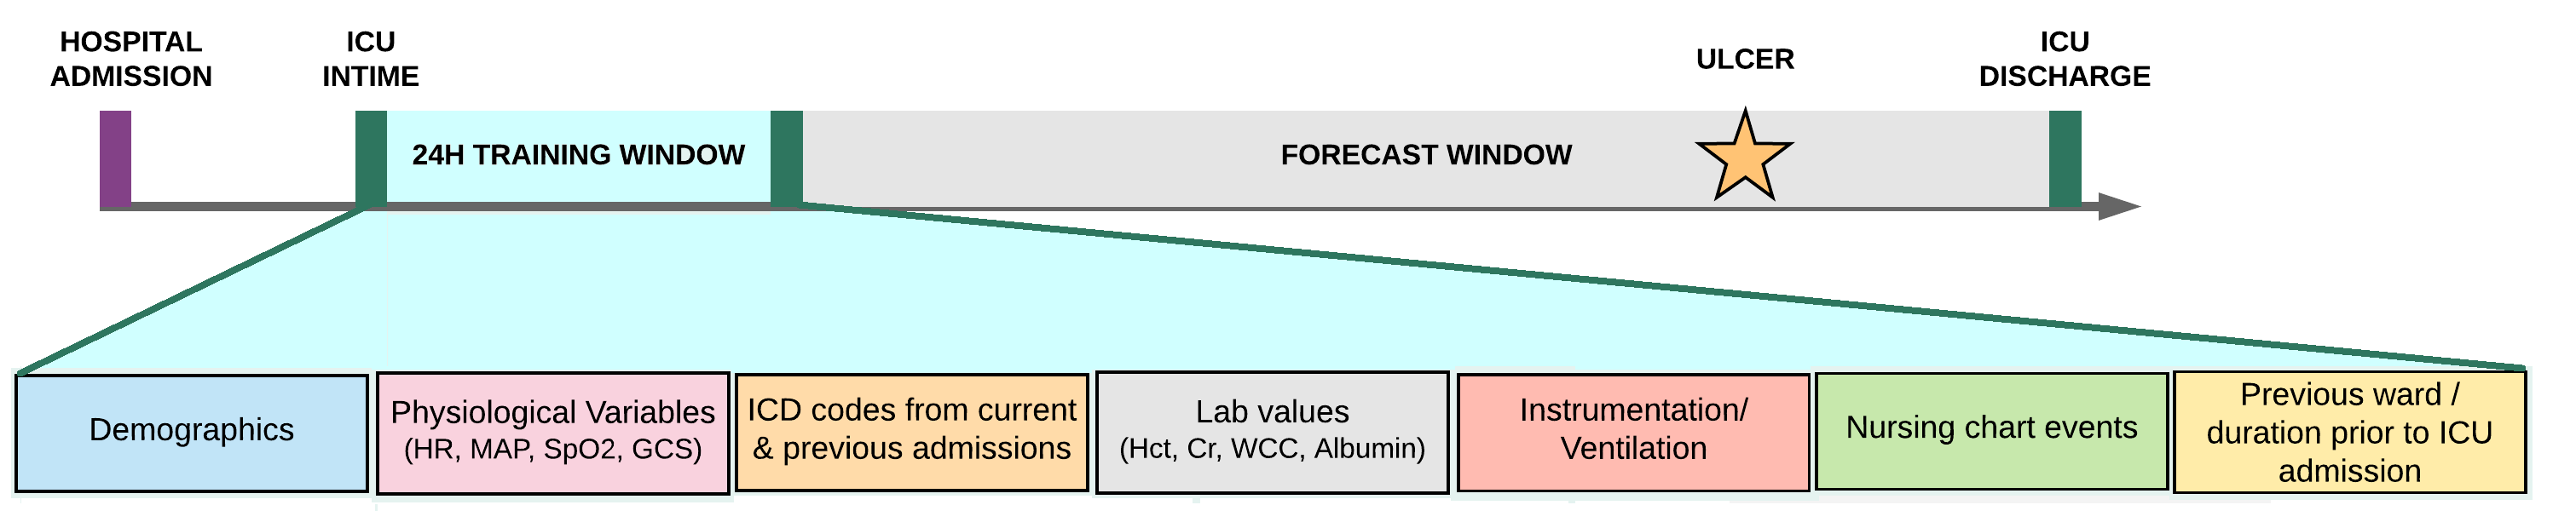 HOSPITAL
ADMISSION
ICU
INTIME
ULCER
ICU
DISCHARGE
24H TRAINING WINDOW
FORECAST WINDOW
Demographics
Physiological Variables
(HR, MAP, SpO2, GCS)
ICD codes from current
& previous admissions
Lab values
(Hct, Cr, WCC, Albumin)
Instrumentation/
Ventilation
Nursing chart events
Previous ward /
duration prior to ICU
admission